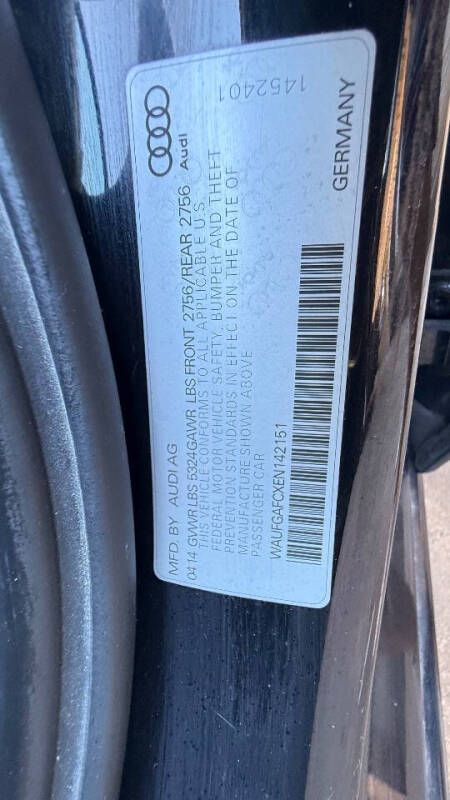 MFD BY AUDI AG
Audi
04 14 GVWR LBS 5324 GAWR LBS FRONT 2756/REAR 2756
THIS VEHICLE CONFORMS TO ALL APPLICABLE U.S.
FEDERAL MOTOR VEHICLE SAFETY, BUMPER AND THEFT
PREVENTION STANDARDS IN EFFECT ON THE DATE OF
MANUFACTURE SHOWN ABOVE
PASSENGER CAR
WAUFGAFCXEN142151
1452401
GERMANY